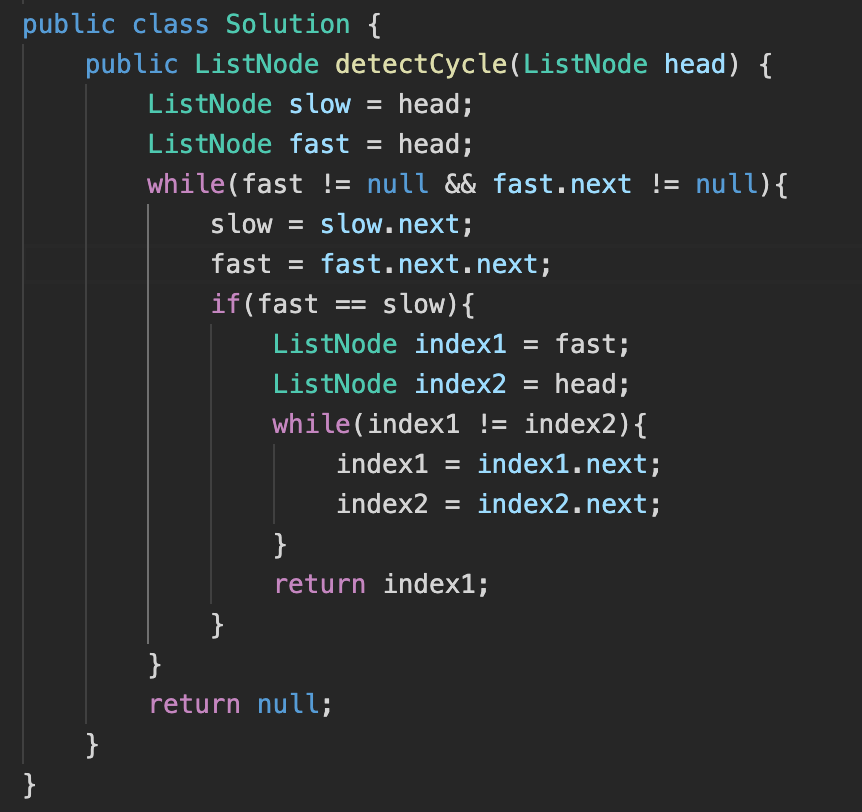 public class Solution {
    public ListNode detectCycle(ListNode head) {
        ListNode slow = head;
        ListNode fast = head;
        while(fast != null && fast.next != null){
            slow = slow.next;
            fast = fast.next.next;
            if(fast == slow){
                ListNode index1 = fast;
                ListNode index2 = head;
                while(index1 != index2){
                    index1 = index1.next;
                    index2 = index2.next;
                }
                return index1;
            }
        }
        return null;
    }
}